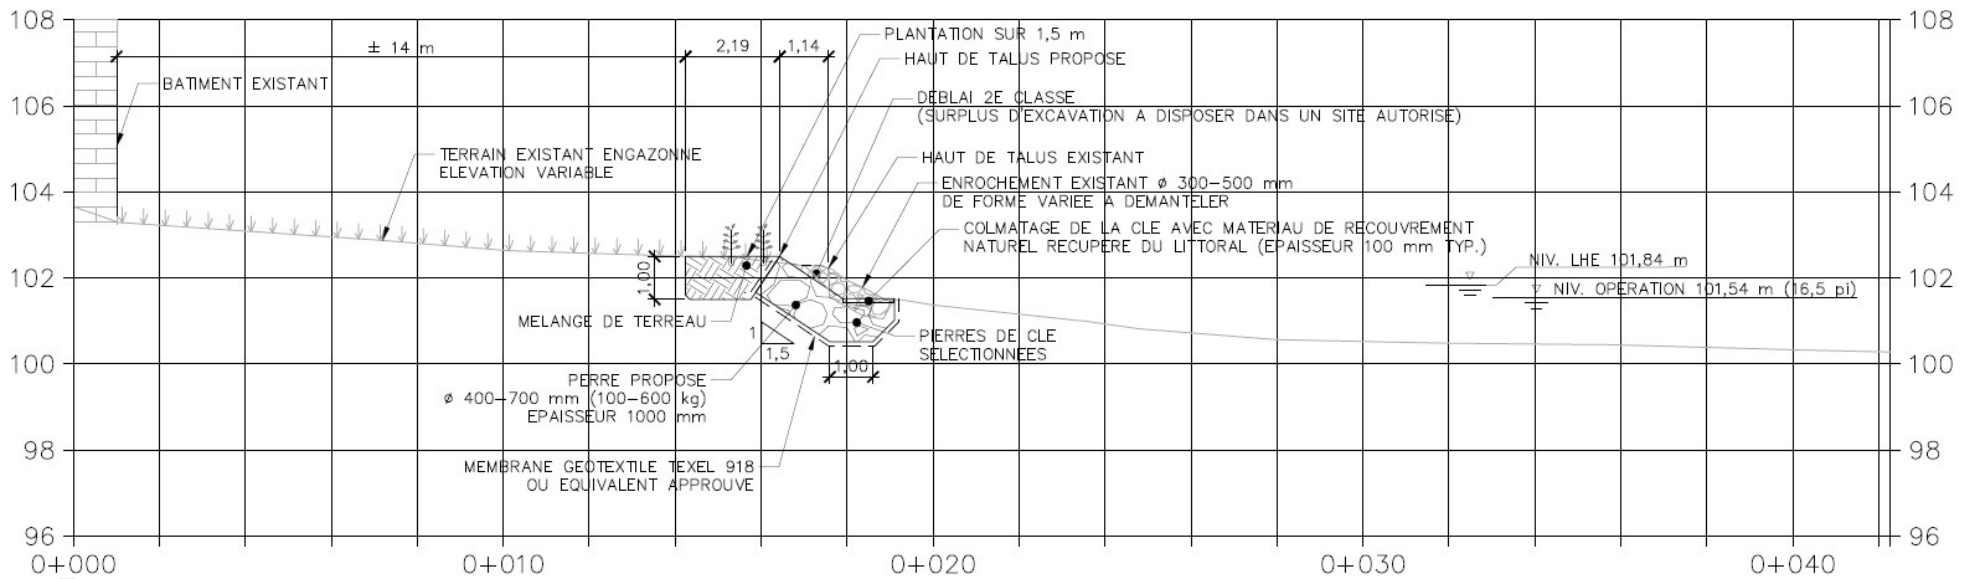 108
108
± 14 m
2,19
1,14
PLANTATION SUR 1,5 m
HAUT DE TALUS PROPOSE
BATIMENT EXISTANT
106
106
DEBLAI 2E CLASSE
(SURPLUS D'EXCAVATION A DISPOSER DANS UN SITE AUTORISE)
TERRAIN EXISTANT ENGAZONNE
ELEVATION VARIABLE
HAUT DE TALUS EXISTANT
104
104
ENROCHEMENT EXISTANT ø 300-500 mm
DE FORME VARIEE A DEMANTELER
COLMATAGE DE LA CLE AVEC MATERIAU DE RECOUVREMENT
NATUREL RECUPERE DU LITTORAL (EPAISSEUR 100 mm TYP.)
NIV. LHE 101,84 m
102
1,00
102
NIV. OPERATION 101,54 m (16,5 pi)
MELANGE DE TERREAU
1
1,5
PIERRES DE CLE
SELECTIONNEES
100
1,00
100
PERRE PROPOSE
ø 400-700 mm (100-600 kg)
EPAISSEUR 1000 mm
98
98
MEMBRANE GEOTEXTILE TEXEL 918
OU EQUIVALENT APPROUVE
96
96
0+000
0+010
0+020
0+030
0+040